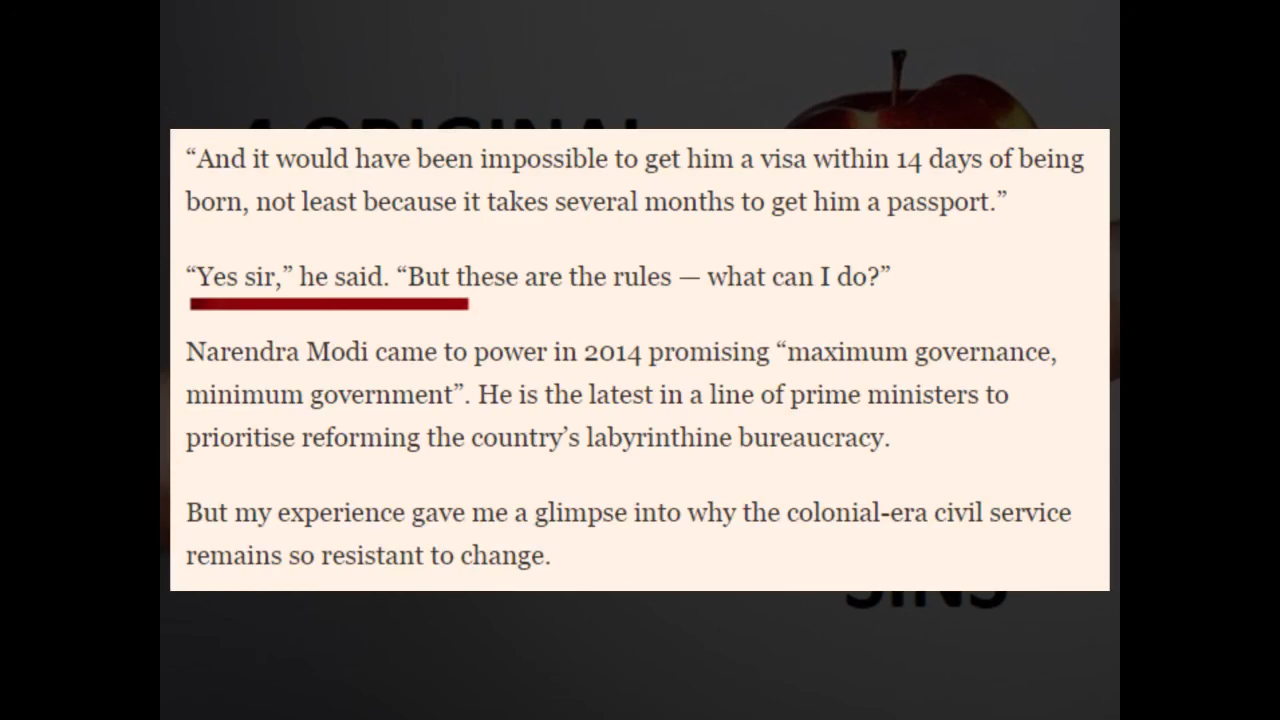 4 ORIGINAL
“And it would have been impossible to get him a visa within 14 days of being
born, not least because it takes several months to get him a passport.”
“Yes sir,” he said. “But these are the rules — what can I do?”
Narendra Modi came to power in 2014 promising “maximum governance,
minimum government”. He is the latest in a line of prime ministers to
prioritise reforming the country’s labyrinthine bureaucracy.
But my experience gave me a glimpse into why the colonial-era civil service
remains so resistant to change.
SINS